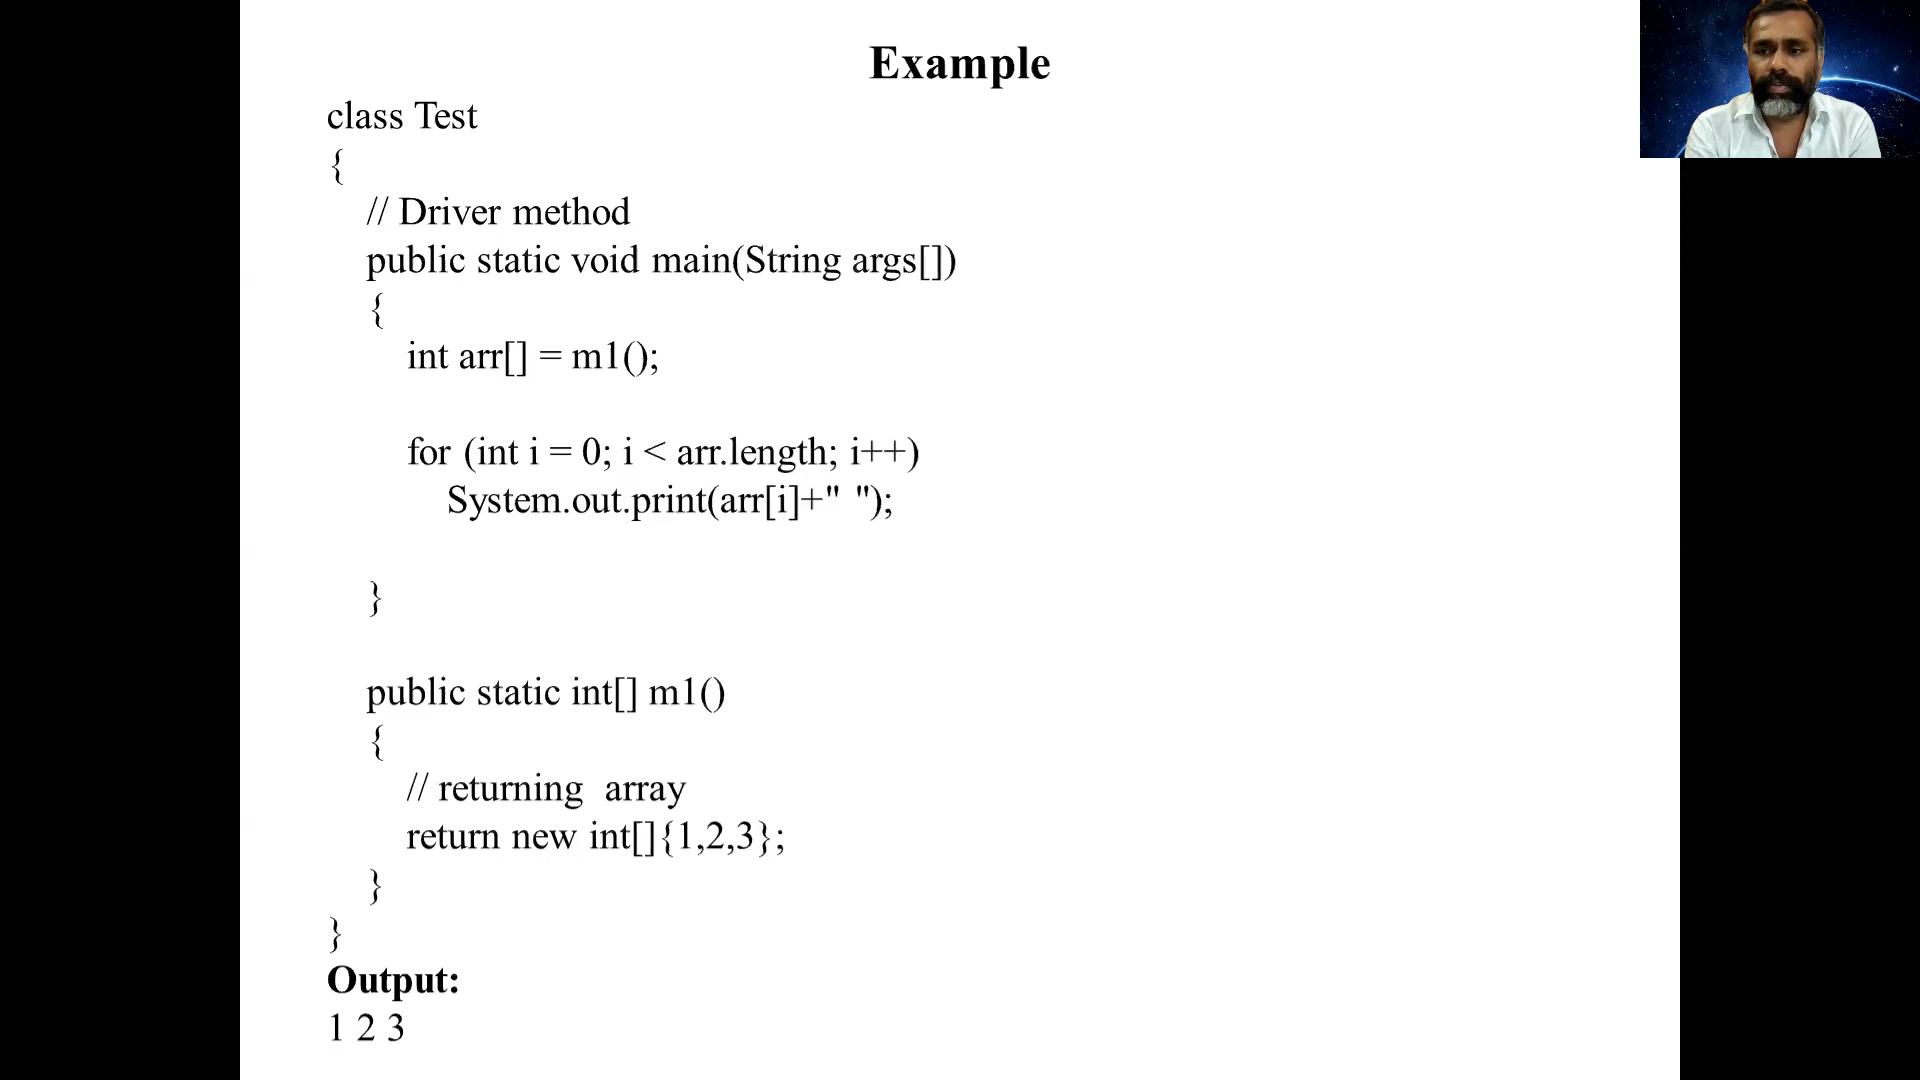 Example
class Test
{
// Driver method
public static void main(String args[])
{
int arr[] = m1();
for (int i = 0; i < arr.length; i++)
System.out.print(arr[i]+" ");
}
public static int[] m1()
{
// returning  array
return new int[]{1,2,3};
}
}
Output:
1 2 3